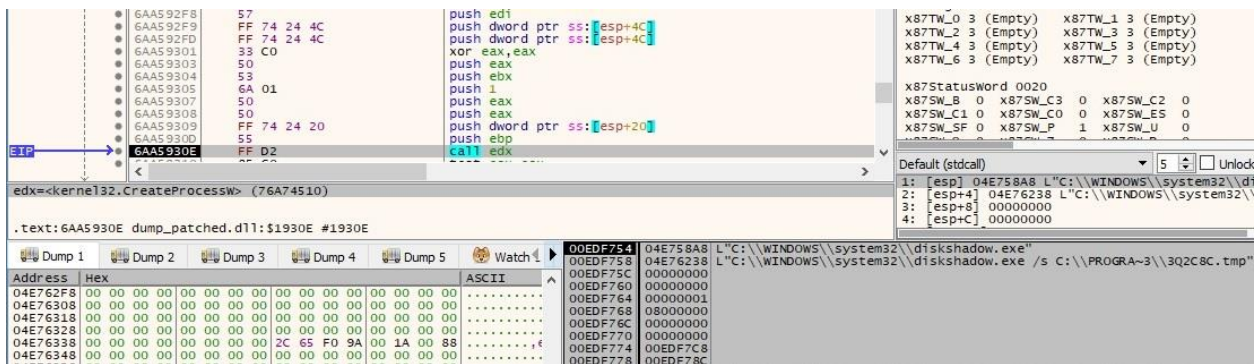 6AA592F8 57 push edi
6AA592F9 FF 74 24 4C push dword ptr ss:[esp+4C]
6AA592FD FF 74 24 4C push dword ptr ss:[esp+4C]
6AA59301 33 C0 xor eax,eax
6AA59303 50 push eax
6AA59304 53 push ebx
6AA59305 6A 01 push 1
6AA59307 50 push eax
6AA59308 50 push eax
6AA59309 FF 74 24 20 push dword ptr ss:[esp+20]
6AA5930D 55 push ebp
EIP 6AA5930E FF D2 call edx
edx=<kernel32.CreateProcessW> (76A74510)
.text:6AA5930E dump_patched.dll:$1930E #1930E
x87TW_0 3 (Empty) x87TW_1 3 (Empty)
x87TW_2 3 (Empty) x87TW_3 3 (Empty)
x87TW_4 3 (Empty) x87TW_5 3 (Empty)
x87TW_6 3 (Empty) x87TW_7 3 (Empty)
x87StatusWord 0020
x87SW_B 0 x87SW_C3 0 x87SW_C2 0
x87SW_C1 0 x87SW_C0 0 x87SW_ES 0
x87SW_SF 0 x87SW_P 1 x87SW_U 0
Default (stdcall) 5 Unlock
1: [esp] 04E758A8 L"C:\\WINDOWS\\system32\\di
2: [esp+4] 04E76238 L"C:\\WINDOWS\\system32\\
3: [esp+8] 00000000
4: [esp+C] 00000000
Dump 1 Dump 2 Dump 3 Dump 4 Dump 5 Watch 1
Address Hex ASCII
04E762F8 00 00 00 00 00 00 00 00 00 00 00 00 00 00 00 00 ................
04E76308 00 00 00 00 00 00 00 00 00 00 00 00 00 00 00 00 ................
04E76318 00 00 00 00 00 00 00 00 00 00 00 00 00 00 00 00 ................
04E76328 00 00 00 00 00 00 00 00 00 00 00 00 00 00 00 00 ................
04E76338 00 00 00 00 00 00 00 00 2C 65 F0 9A 00 1A 00 88 ........,e
04E76348 00 00 00 00 00 00 00 00 00 00 00 00 00 00 00 00
00EDF754 04E758A8 L"C:\\WINDOWS\\system32\\diskshadow.exe"
00EDF758 04E76238 L"C:\\WINDOWS\\system32\\diskshadow.exe /s C:\\PROGRA~3\\3Q2C8C.tmp"
00EDF75C 00000000
00EDF760 00000000
00EDF764 00000001
00EDF768 08000000
00EDF76C 00000000
00EDF770 00000000
00EDF774 00EDF7C8
00EDF778 00EDF78C